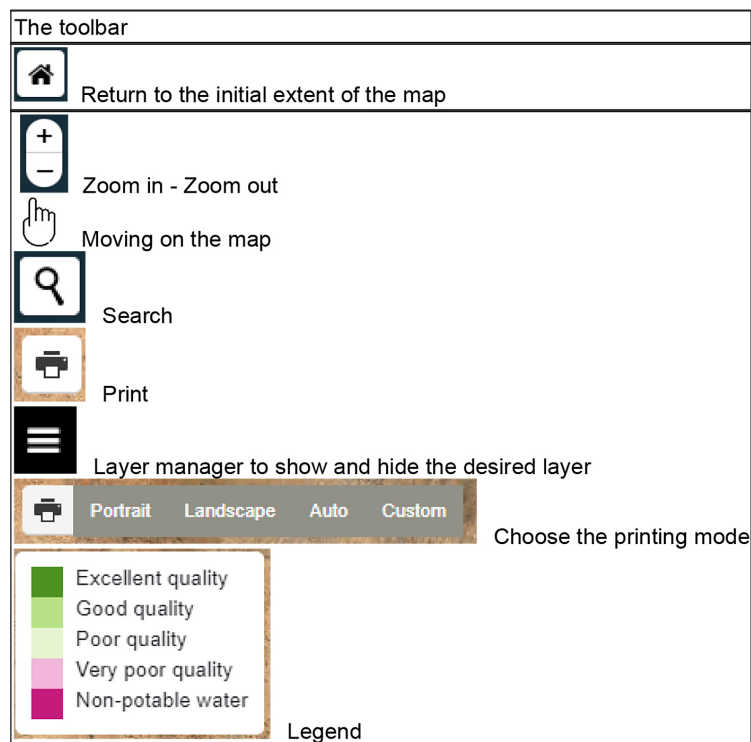 The toolbar
Return to the initial extent of the map
+
−
Zoom in - Zoom out
Moving on the map
Search
Print
Layer manager to show and hide the desired layer
Portrait Landscape Auto Custom Choose the printing mode
Excellent quality
Good quality
Poor quality
Very poor quality
Non-potable water
Legend